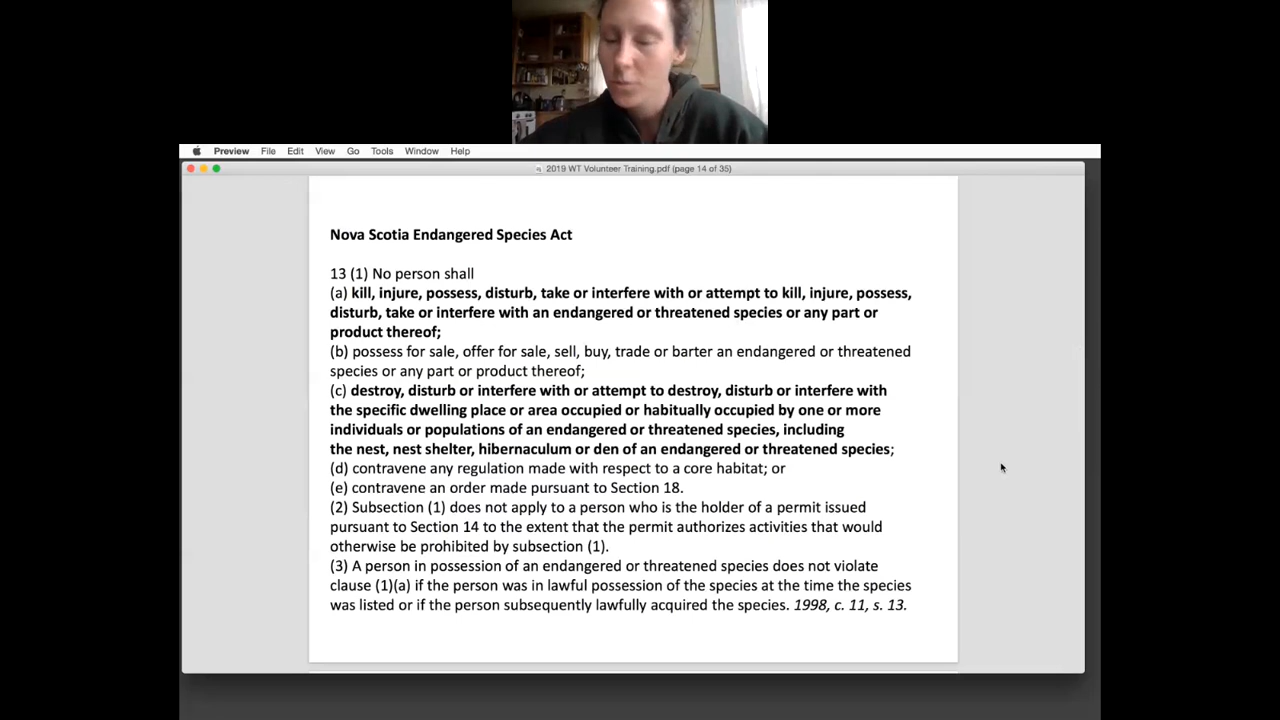 Preview File Edit View Go Tools Window Help
2019 WT Volunteer Training.pdf (page 14 of 35)
Nova Scotia Endangered Species Act
13 (1) No person shall
(a) kill, injure, possess, disturb, take or interfere with or attempt to kill, injure, possess,
disturb, take or interfere with an endangered or threatened species or any part or
product thereof;
(b) possess for sale, offer for sale, sell, buy, trade or barter an endangered or threatened
species or any part or product thereof;
(c) destroy, disturb or interfere with or attempt to destroy, disturb or interfere with
the specific dwelling place or area occupied or habitually occupied by one or more
individuals or populations of an endangered or threatened species, including
the nest, nest shelter, hibernaculum or den of an endangered or threatened species;
(d) contravene any regulation made with respect to a core habitat; or
(e) contravene an order made pursuant to Section 18.
(2) Subsection (1) does not apply to a person who is the holder of a permit issued
pursuant to Section 14 to the extent that the permit authorizes activities that would
otherwise be prohibited by subsection (1).
(3) A person in possession of an endangered or threatened species does not violate
clause (1)(a) if the person was in lawful possession of the species at the time the species
was listed or if the person subsequently lawfully acquired the species. 1998, c. 11, s. 13.